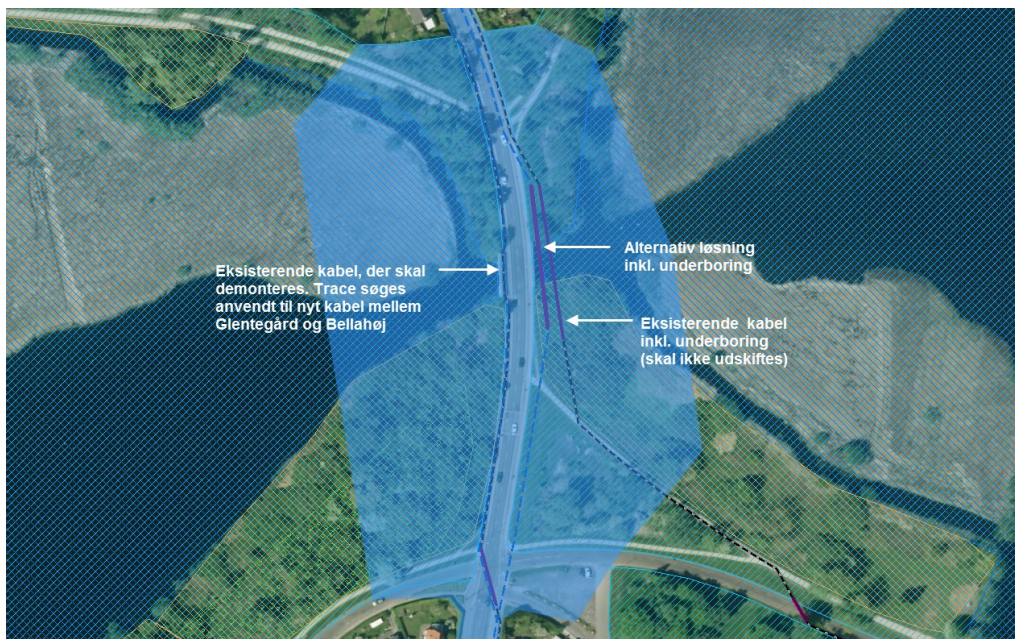 Alternativ løsning
inkl. underboring
Eksisterende kabel, der skal
demonteres. Trace søges
anvendt til nyt kabel mellem
Glentegård og Bellahøj
Eksisterende kabel
inkl. underboring
(skal ikke udskiftes)